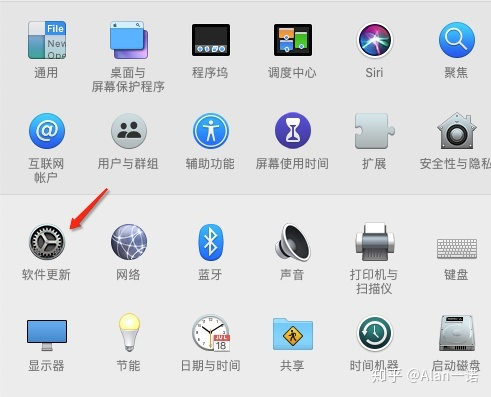 File
New
Ope
通用
桌面与
屏幕保护程序
程序坞
调度中心
Siri
聚焦
@
互联网
帐户
用户与群组
辅助功能
屏幕使用时间
扩展
安全性与隐私
软件更新
网络
蓝牙
声音
打印机与
扫描仪
键盘
显示器
节能
JUL
18
日期与时间
共享
时间机器
启动磁盘
知乎 @Alan一诺